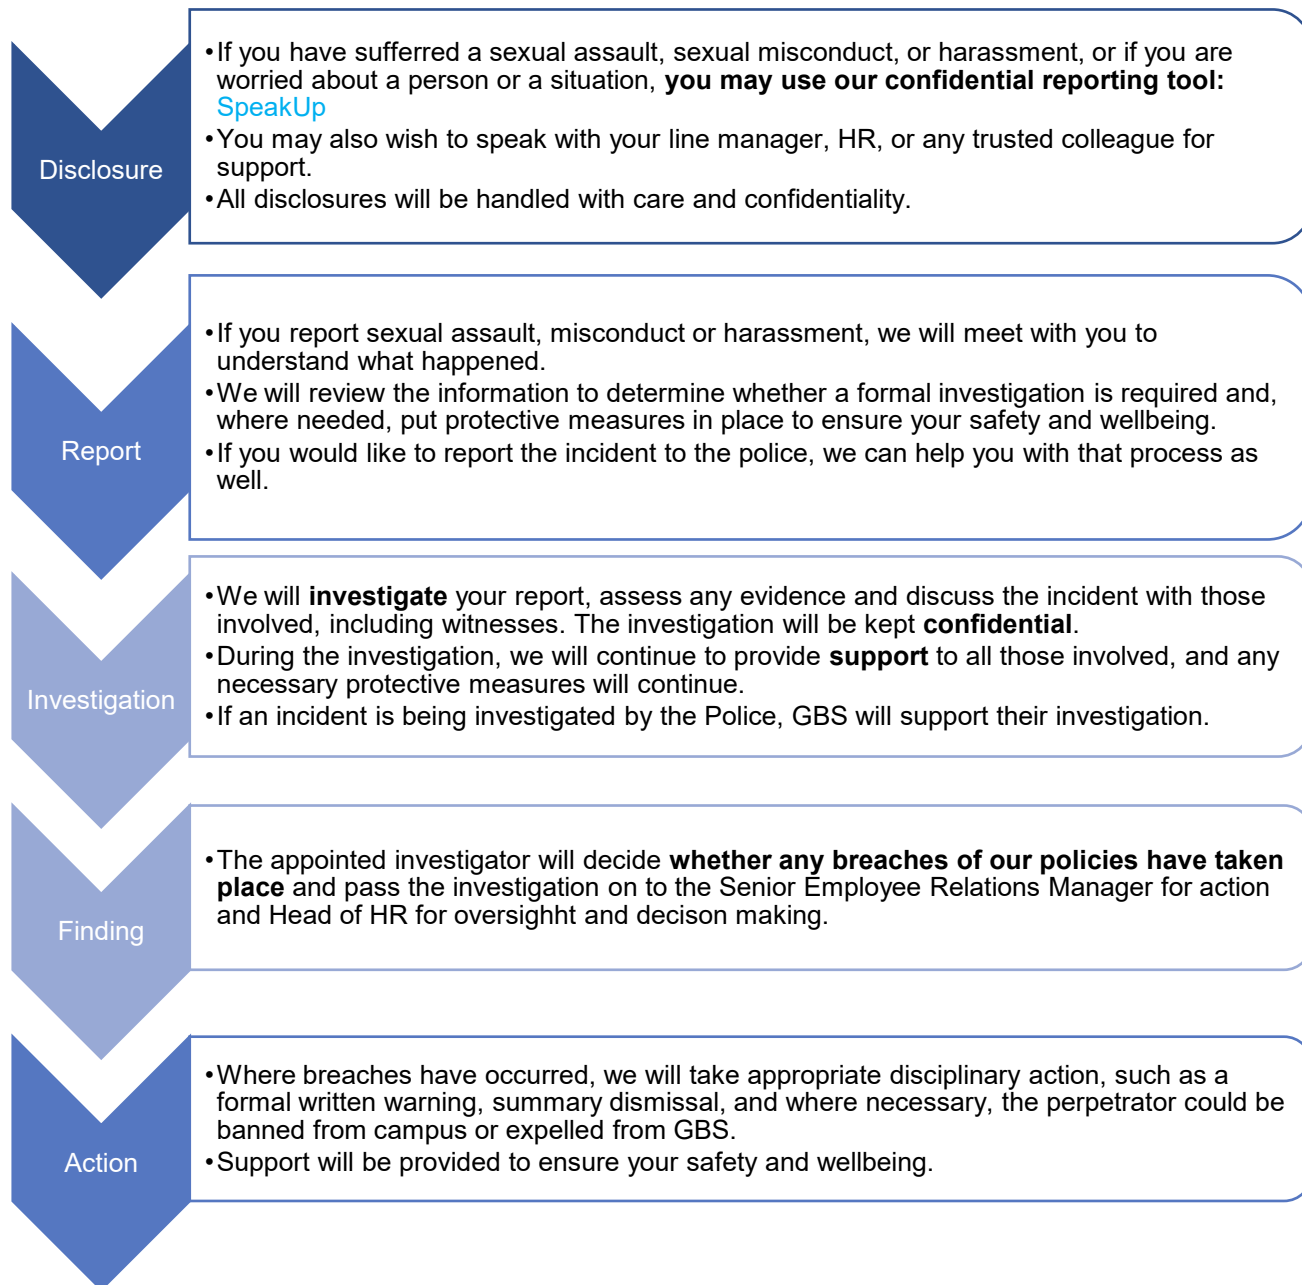 Disclosure
•If you have sufferred a sexual assault, sexual misconduct, or harassment, or if you are
worried about a person or a situation, you may use our confidential reporting tool:
SpeakUp
•You may also wish to speak with your line manager, HR, or any trusted colleague for
support.
•All disclosures will be handled with care and confidentiality.
Report
•If you report sexual assault, misconduct or harassment, we will meet with you to
understand what happened.
•We will review the information to determine whether a formal investigation is required and,
where needed, put protective measures in place to ensure your safety and wellbeing.
•If you would like to report the incident to the police, we can help you with that process as
well.
Investigation
•We will investigate your report, assess any evidence and discuss the incident with those
involved, including witnesses. The investigation will be kept confidential.
•During the investigation, we will continue to provide support to all those involved, and any
necessary protective measures will continue.
•If an incident is being investigated by the Police, GBS will support their investigation.
Finding
•The appointed investigator will decide whether any breaches of our policies have taken
place and pass the investigation on to the Senior Employee Relations Manager for action
and Head of HR for oversighht and decison making.
Action
•Where breaches have occurred, we will take appropriate disciplinary action, such as a
formal written warning, summary dismissal, and where necessary, the perpetrator could be
banned from campus or expelled from GBS.
•Support will be provided to ensure your safety and wellbeing.